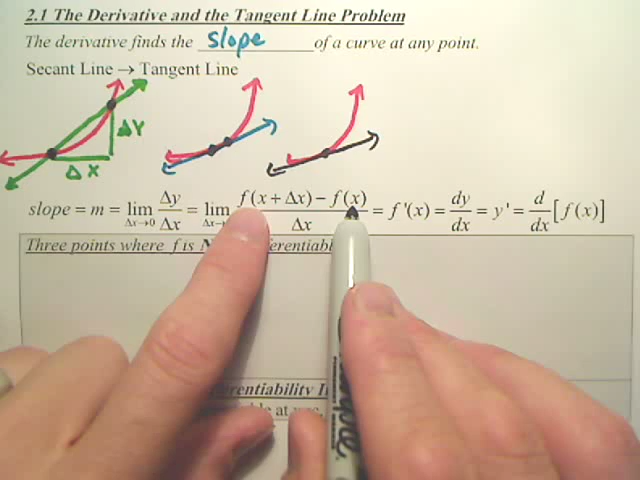 2.1 The Derivative and the Tangent Line Problem
The derivative finds the slope of a curve at any point.
Secant Line → Tangent Line
ΔY
ΔX
slope = m = lim Δx→0 Δy/Δx = lim Δx→ f(x + Δx) − f(x) / Δx = f'(x) = dy/dx = y' = d/dx [f(x)]
Three points where f is